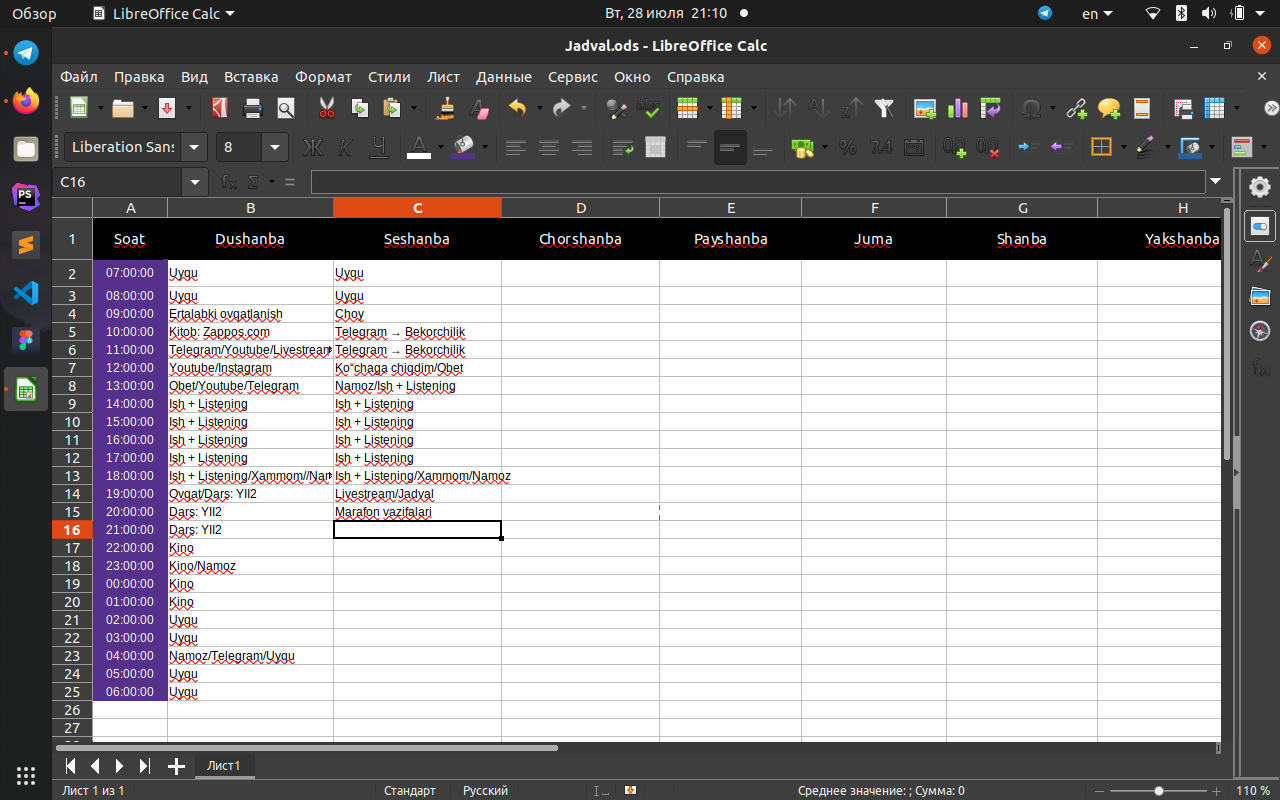 Обзор LibreOffice Calc Вт, 28 июля 21:10 en
Jadval.ods - LibreOffice Calc
Файл Правка Вид Вставка Формат Стили Лист Данные Сервис Окно Справка
Liberation Sans 8
C16
A B C D E F G H
1 Soat Dushanba Seshanba Chorshanba Payshanba Juma Shanba Yakshanba
2 07:00:00 Uyqu Uyqu
3 08:00:00 Uyqu Uyqu
4 09:00:00 Ertalabki ovqatlanish Choy
5 10:00:00 Kitob: Zappos.com Telegram → Bekorchilik
6 11:00:00 Telegram/Youtube/Livestream Telegram → Bekorchilik
7 12:00:00 Youtube/Instagram Ko“chaga chiqdim/Obet
8 13:00:00 Obet/Youtube/Telegram Namoz/Ish + Listening
9 14:00:00 Ish + Listening Ish + Listening
10 15:00:00 Ish + Listening Ish + Listening
11 16:00:00 Ish + Listening Ish + Listening
12 17:00:00 Ish + Listening Ish + Listening
13 18:00:00 Ish + Listening/Xammom//Nam Ish + Listening/Xammom/Namoz
14 19:00:00 Ovqat/Dars: YII2 Livestream/Jadval
15 20:00:00 Dars: YII2 Marafon vazifalari
16 21:00:00 Dars: YII2
17 22:00:00 Kino
18 23:00:00 Kino/Namoz
19 00:00:00 Kino
20 01:00:00 Kino
21 02:00:00 Uyqu
22 03:00:00 Uyqu
23 04:00:00 Namoz/Telegram/Uyqu
24 05:00:00 Uyqu
25 06:00:00 Uyqu
26
27
Лист1
Лист 1 из 1 Стандарт Русский Среднее значение: ; Сумма: 0 110 %